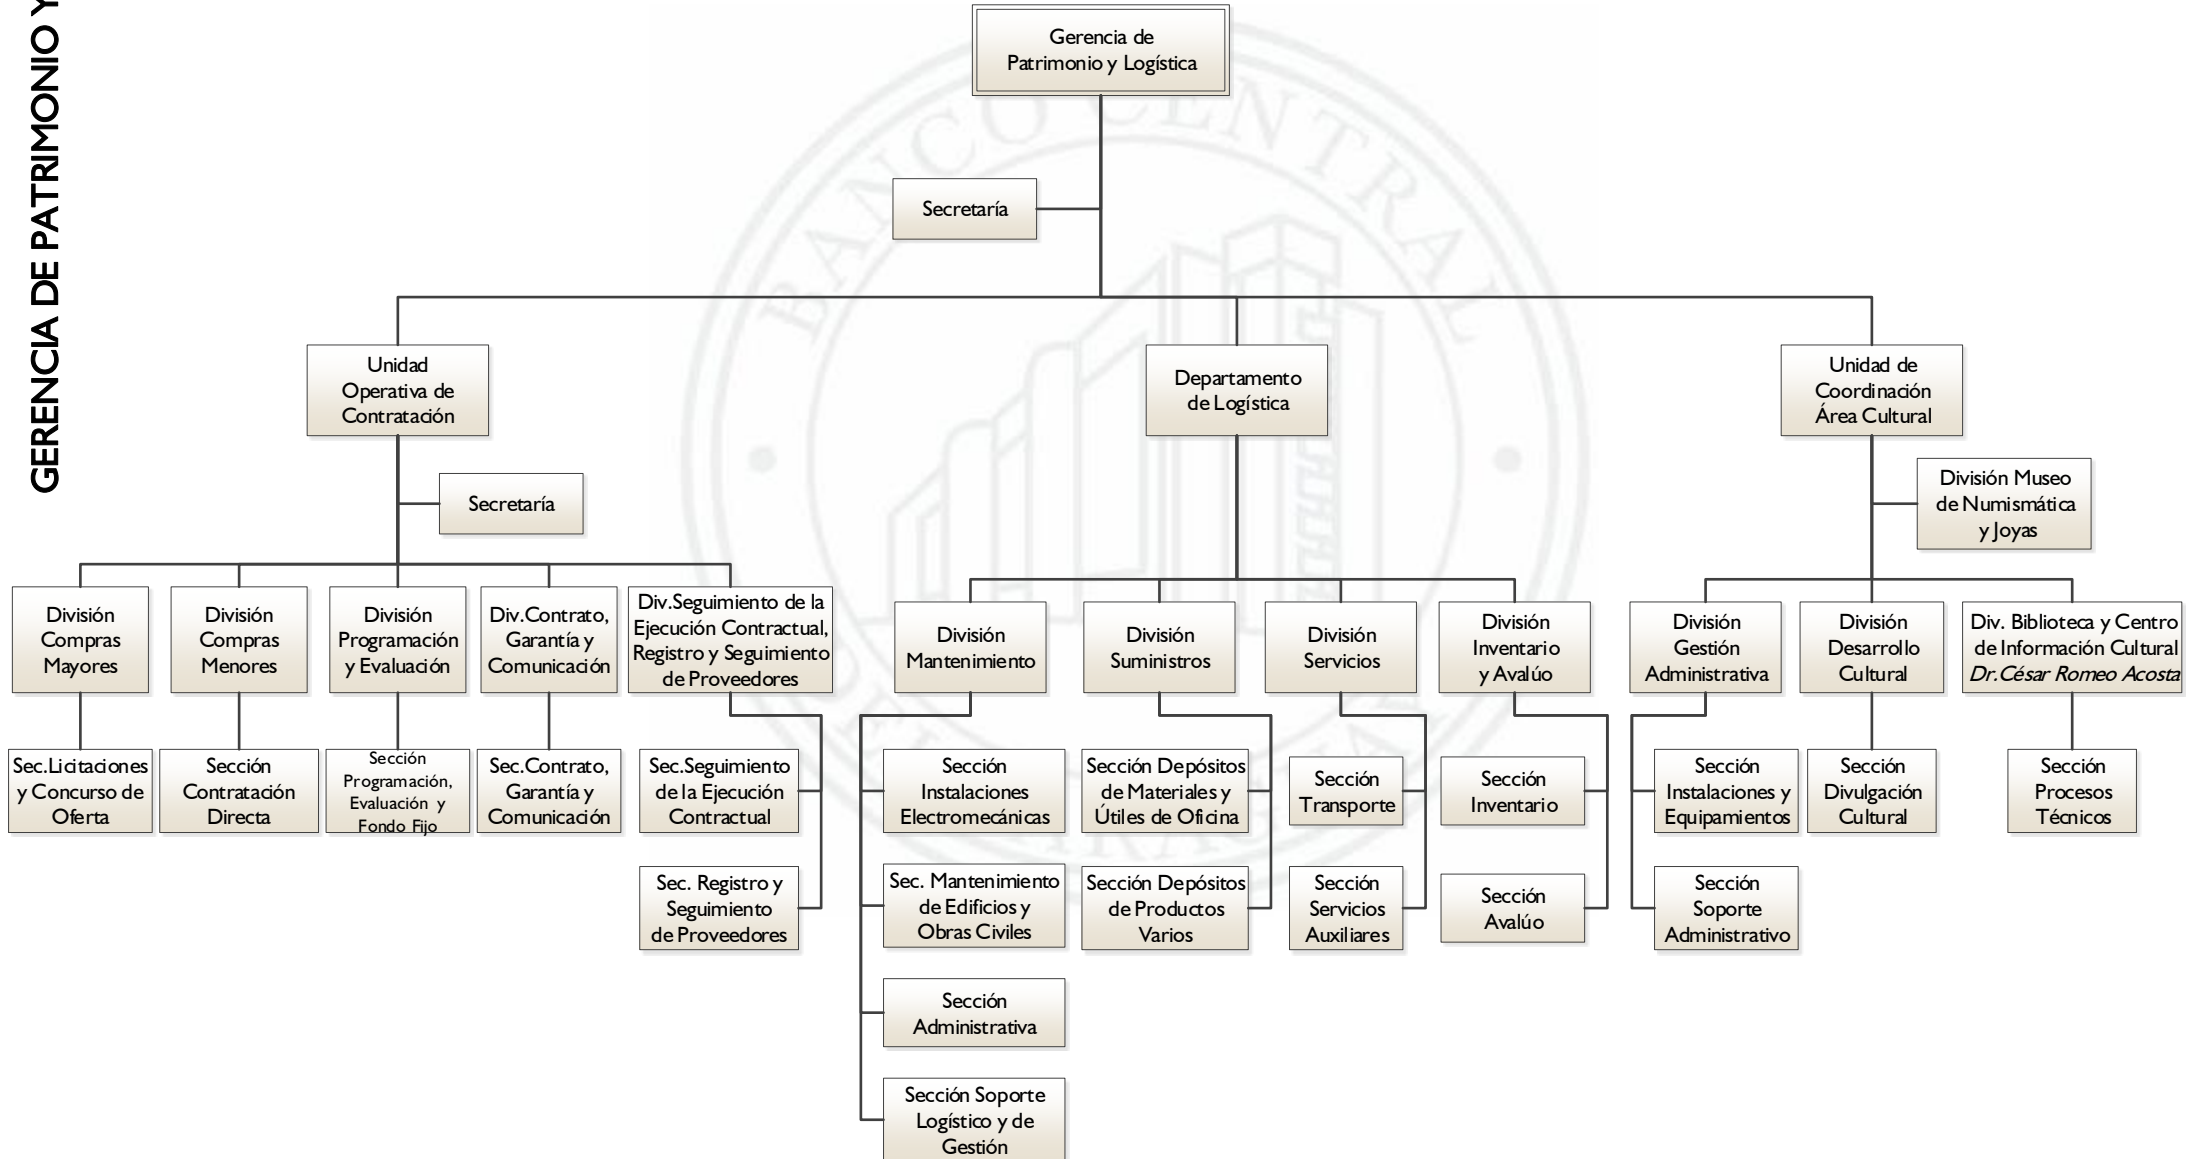 GERENCIA DE PATRIMONIO Y
Gerencia de
Patrimonio y Logística
BANCO CENTRAL
Secretaría
Unidad
Operativa de
Contratación
Departamento
de Logística
Unidad de
Coordinación
Área Cultural
Secretaría
División Museo
de Numismática
y Joyas
División
Compras
Mayores
División
Compras
Menores
División
Programación
y Evaluación
Div.Contrato,
Garantía y
Comunicación
Div.Seguimiento de la
Ejecución Contractual,
Registro y Seguimiento
de Proveedores
División
Mantenimiento
División
Suministros
División
Servicios
División
Inventario
y Avalúo
División
Gestión
Administrativa
División
Desarrollo
Cultural
Div. Biblioteca y Centro
de Información Cultural
Dr.César Romeo Acosta
Sec.Licitaciones
y Concurso de
Oferta
Sección
Contratación
Directa
Sección
Programación,
Evaluación y
Fondo Fijo
Sec.Contrato,
Garantía y
Comunicación
Sec.Seguimiento
de la Ejecución
Contractual
Sec. Registro y
Seguimiento
de Proveedores
Sección
Instalaciones
Electromecánicas
Sec. Mantenimiento
de Edificios y
Obras Civiles
Sección
Administrativa
Sección Soporte
Logístico y de
Gestión
Sección Depósitos
de Materiales y
Útiles de Oficina
Sección Depósitos
de Productos
Varios
Sección
Transporte
Sección
Servicios
Auxiliares
Sección
Inventario
Sección
Avalúo
Sección
Instalaciones y
Equipamientos
Sección
Soporte
Administrativo
Sección
Divulgación
Cultural
Sección
Procesos
Técnicos